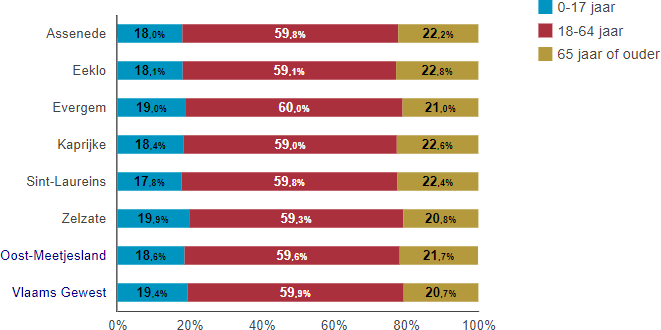 0-17 jaar
18-64 jaar
65 jaar of ouder
Assenede 18,0% 59,8% 22,2%
Eeklo 18,1% 59,1% 22,8%
Evergem 19,0% 60,0% 21,0%
Kaprijke 18,4% 59,0% 22,6%
Sint-Laureins 17,8% 59,8% 22,4%
Zelzate 19,9% 59,3% 20,8%
Oost-Meetjesland 18,6% 59,6% 21,7%
Vlaams Gewest 19,4% 59,9% 20,7%
0% 20% 40% 60% 80% 100%